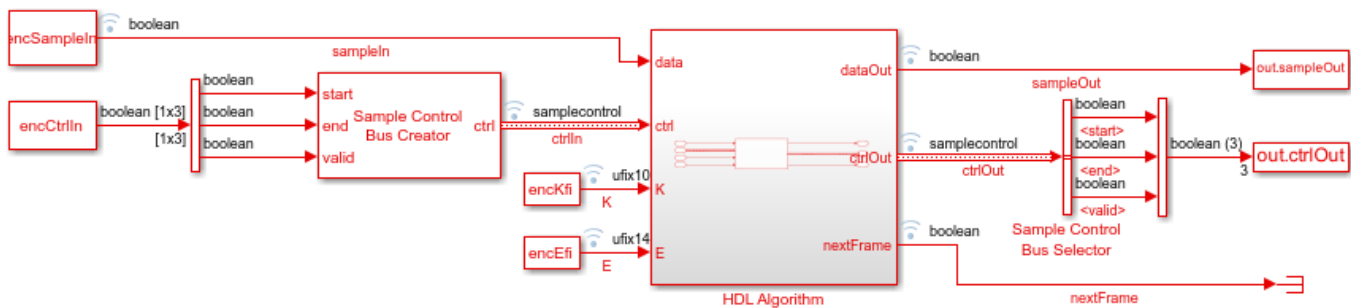 encSampleIn
boolean
sampleIn
data
encCtrlIn
boolean [1x3]
[1x3]
boolean
boolean
boolean
start
end
valid
Sample Control
Bus Creator
ctrl
samplecontrol
ctrlIn
ctrl
encKfi
ufix10
K
K
encEfi
ufix14
E
E
dataOut
ctrlOut
nextFrame
HDL Algorithm
boolean
sampleOut
out.sampleOut
samplecontrol
ctrlOut
boolean
<start>
boolean
<end>
boolean
<valid>
Sample Control
Bus Selector
boolean (3)
3
out.ctrlOut
boolean
nextFrame